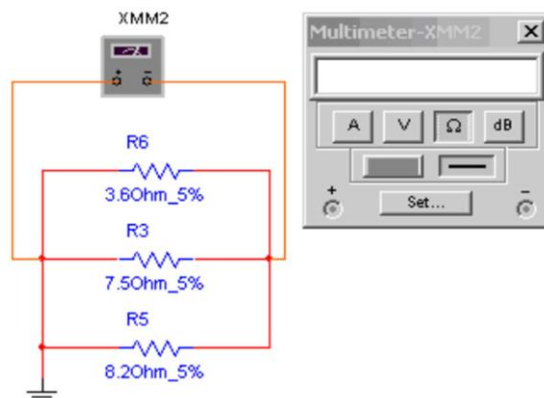 XMM2
R6
3.6Ohm_5%
R3
7.5Ohm_5%
R5
8.2Ohm_5%
Multimeter-XMM2
A V Ω dB
+ Set... −